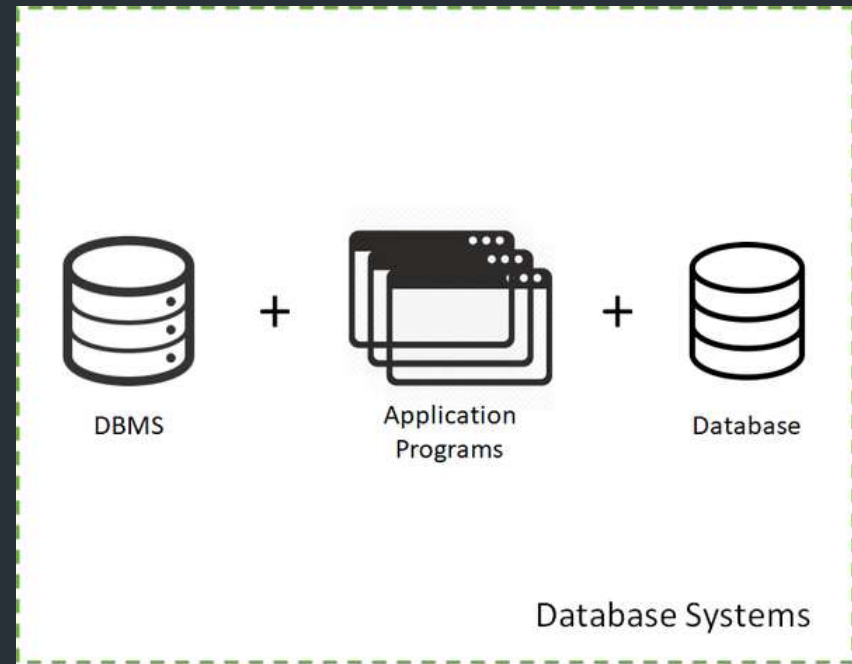 DBMS
+
Application
Programs
+
Database
Database Systems